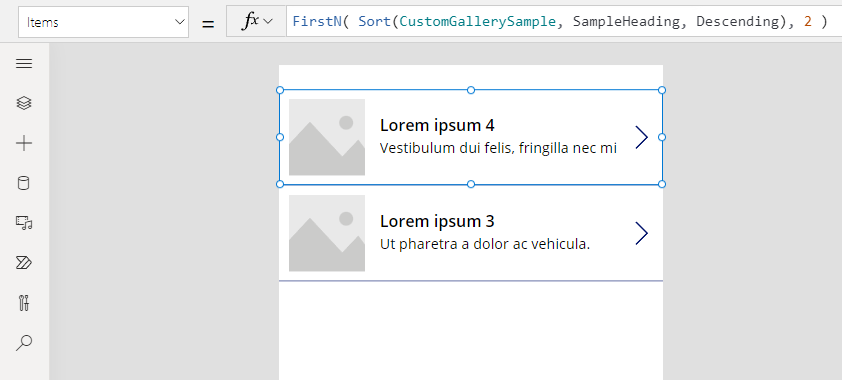 Items
= fx FirstN( Sort(CustomGallerySample, SampleHeading, Descending), 2 )
Lorem ipsum 4
Vestibulum dui felis, fringilla nec mi
Lorem ipsum 3
Ut pharetra a dolor ac vehicula.